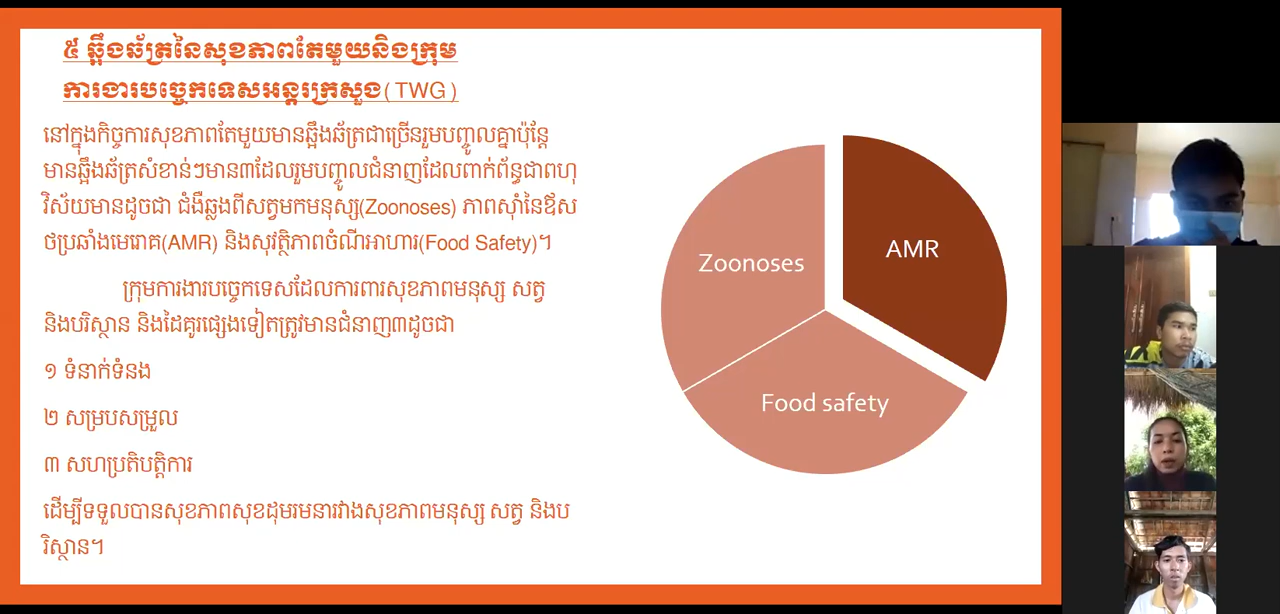 ៥ ឆ្អឹងឆ័ត្រនៃសុខភាពតែមួយនិងក្រុម
ការងារបច្ចេកទេសអន្តរក្រសួង(TWG)
នៅក្នុងកិច្ចការសុខភាពតែមួយមានឆ្អឹងឆ័ត្រជាច្រើនរួមបញ្ចូលគ្នាប៉ុន្តែ
មានឆ្អឹងឆ័ត្រសំខាន់ៗមាន៣ដែលរួមបញ្ចូលជំនាញដែលពាក់ព័ន្ធជាពហុ
វិស័យមានដូចជា ជំងឺឆ្លងពីសត្វមកមនុស្ស(Zoonoses) ភាពស៊ាំនៃឪស
ថប្រឆាំងមេរោគ(AMR) និងសុវត្ថិភាពចំណីអាហារ(Food Safety)។
ក្រុមការងារបច្ចេកទេសដែលការពារសុខភាពមនុស្ស សត្វ
និងបរិស្ថាន និងដៃគូរផ្សេងទៀតត្រូវមានជំនាញ៣ដូចជា
១ ទំនាក់ទំនង
២ សម្របសម្រួល
៣ សហប្រតិបត្តិការ
ដើម្បីទទួលបានសុខភាពសុខដុមរមនារវាងសុខភាពមនុស្ស សត្វ និងប
រិស្ថាន។
Zoonoses
AMR
Food safety